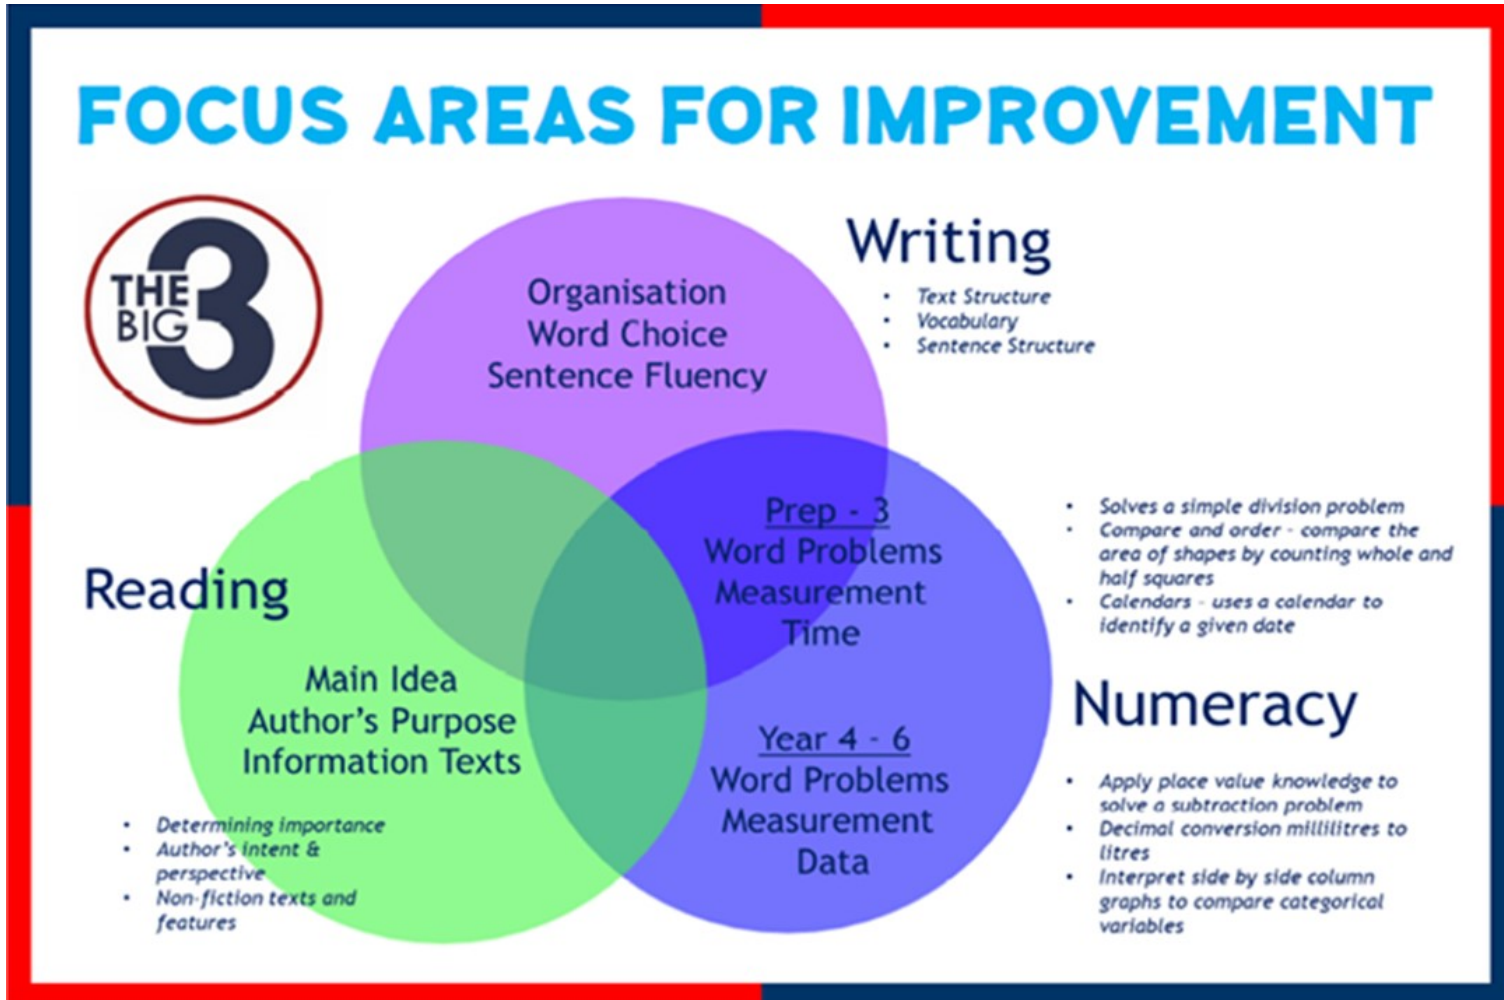 FOCUS AREAS FOR IMPROVEMENT
THE
BIG 3
Organisation
Word Choice
Sentence Fluency
Writing
• Text Structure
• Vocabulary
• Sentence Structure
Reading
Main Idea
Author's Purpose
Information Texts
• Determining importance
• Author's intent &
perspective
• Non-fiction texts and
features
Prep - 3
Word Problems
Measurement
Time
Year 4 - 6
Word Problems
Measurement
Data
• Solves a simple division problem
• Compare and order - compare the
area of shapes by counting whole and
half squares
• Calendars - uses a calendar to
identify a given date
Numeracy
• Apply place value knowledge to
solve a subtraction problem
• Decimal conversion millilitres to
litres
• Interpret side by side column
graphs to compare categorical
variables